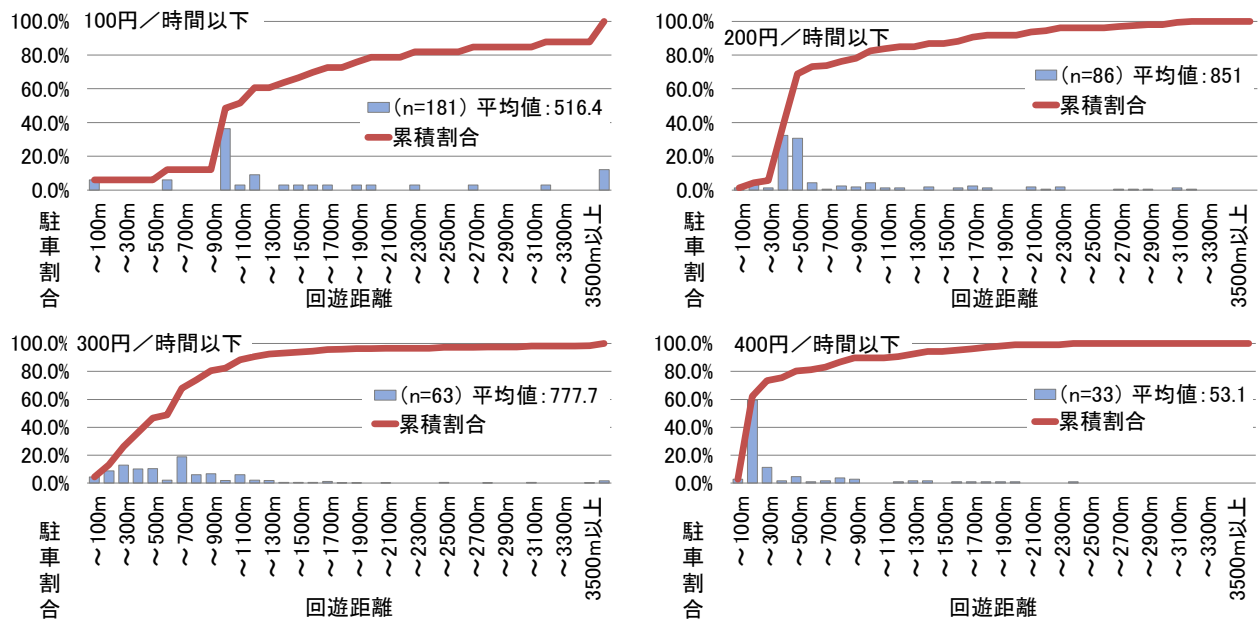 100円／時間以下
100.0%
80.0%
60.0%
40.0%
20.0%
0.0%
(n=181) 平均値：516.4
累積割合
駐車割合
～100m
～300m
～500m
～700m
～900m
～1100m
～1300m
～1500m
～1700m
～1900m
～2100m
～2300m
～2500m
～2700m
～2900m
～3100m
～3300m
3500m以上
回遊距離
200円／時間以下
100.0%
80.0%
60.0%
40.0%
20.0%
0.0%
(n=86) 平均値：851
累積割合
駐車割合
～100m
～300m
～500m
～700m
～900m
～1100m
～1300m
～1500m
～1700m
～1900m
～2100m
～2300m
～2500m
～2700m
～2900m
～3100m
～3300m
3500m以上
回遊距離
300円／時間以下
100.0%
80.0%
60.0%
40.0%
20.0%
0.0%
(n=63) 平均値：777.7
累積割合
駐車割合
～100m
～300m
～500m
～700m
～900m
～1100m
～1300m
～1500m
～1700m
～1900m
～2100m
～2300m
～2500m
～2700m
～2900m
～3100m
～3300m
3500m以上
回遊距離
400円／時間以下
100.0%
80.0%
60.0%
40.0%
20.0%
0.0%
(n=33) 平均値：53.1
累積割合
駐車割合
～100m
～300m
～500m
～700m
～900m
～1100m
～1300m
～1500m
～1700m
～1900m
～2100m
～2300m
～2500m
～2700m
～2900m
～3100m
～3300m
3500m以上
回遊距離